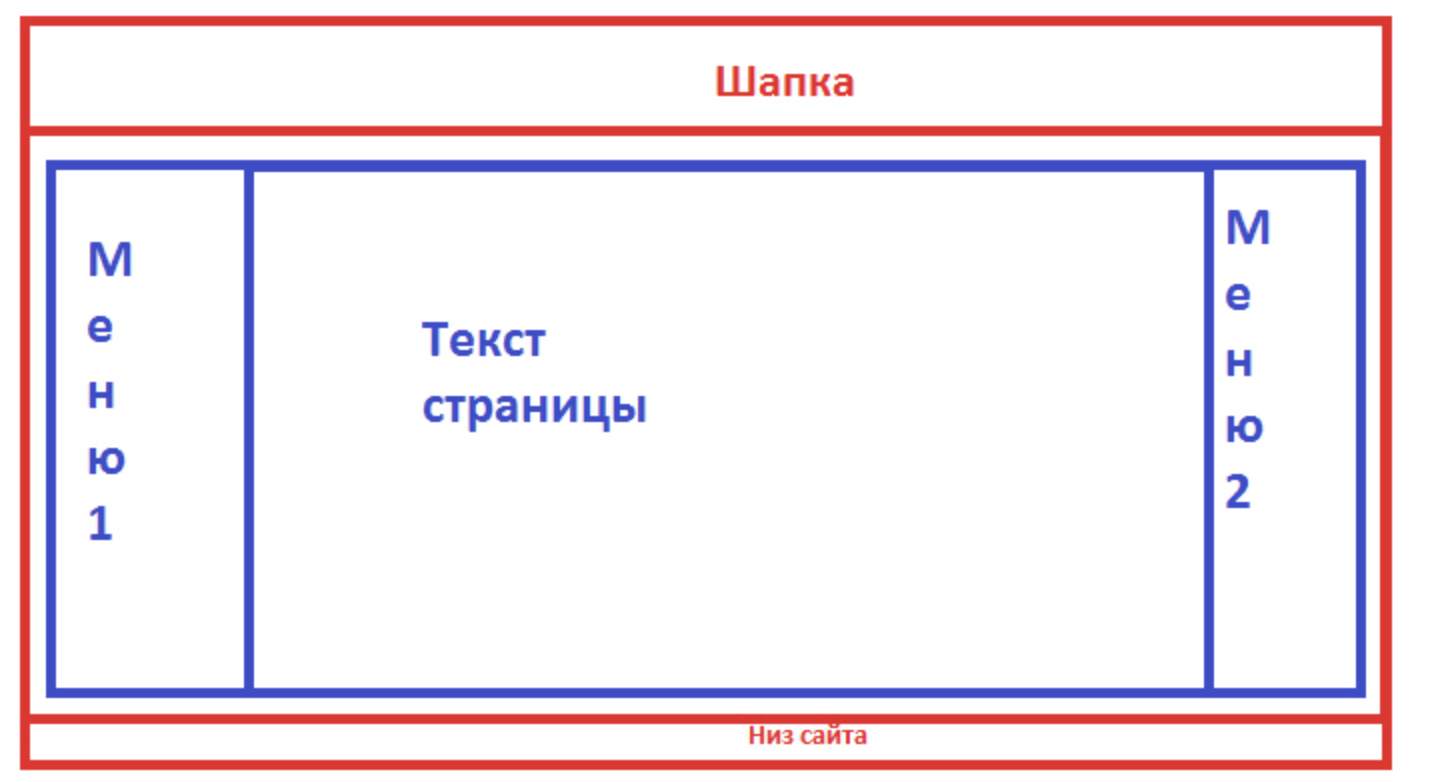 Шапка
М
е
н
ю
1
Текст
страницы
М
е
н
ю
2
Низ сайта